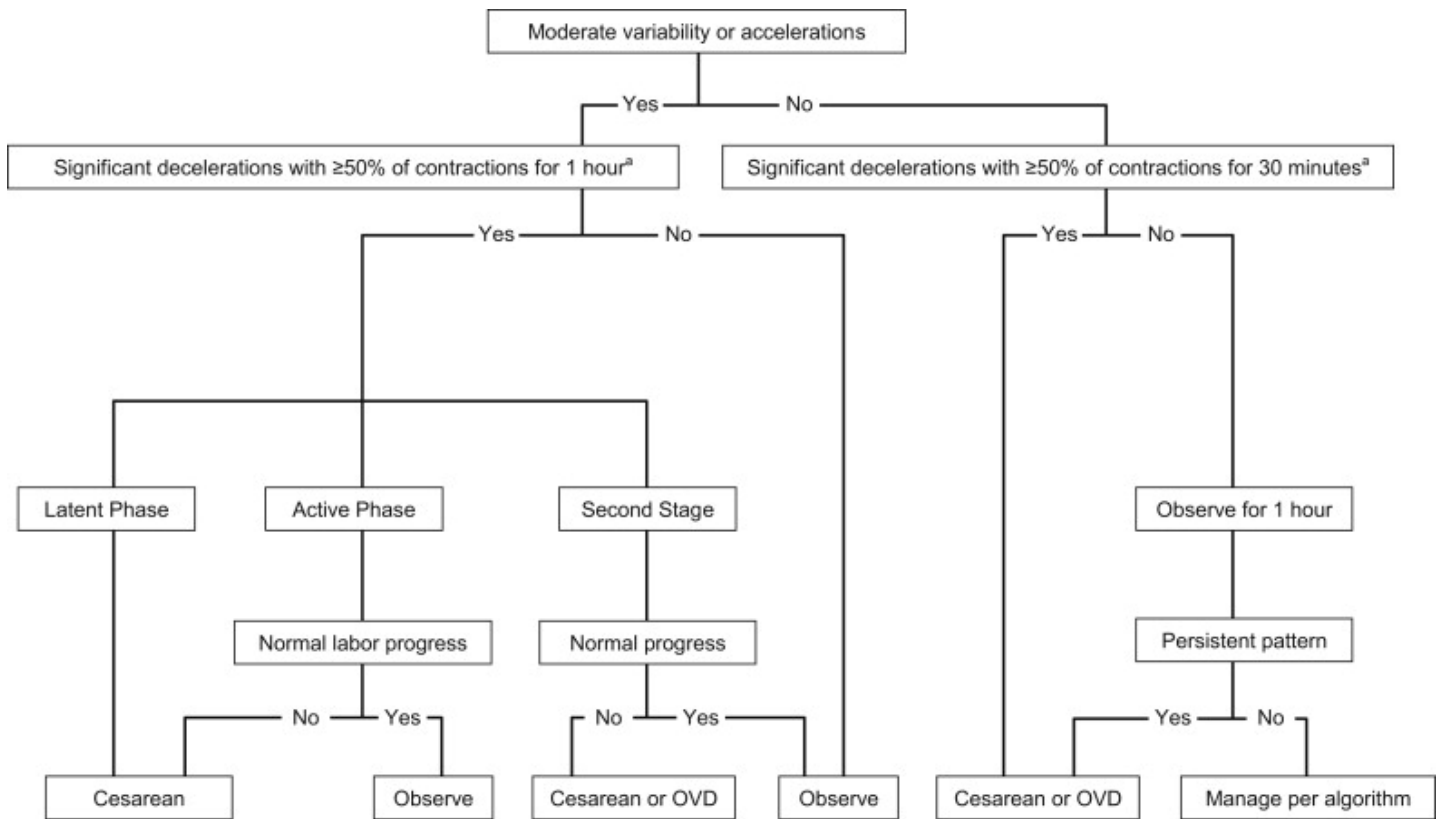 Moderate variability or accelerations
Yes
No
Significant decelerations with ≥50% of contractions for 1 hourᵃ
Significant decelerations with ≥50% of contractions for 30 minutesᵃ
Yes
No
Yes
No
Latent Phase
Active Phase
Second Stage
Observe for 1 hour
Normal labor progress
Normal progress
Persistent pattern
No
Yes
No
Yes
Yes
No
Cesarean
Observe
Cesarean or OVD
Observe
Cesarean or OVD
Manage per algorithm